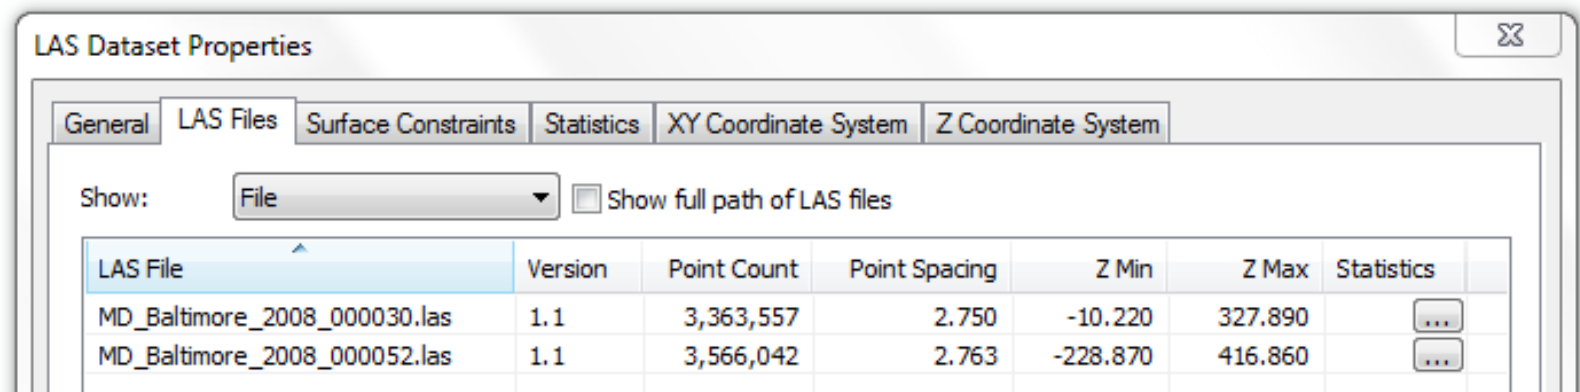 LAS Dataset Properties
General LAS Files Surface Constraints Statistics XY Coordinate System Z Coordinate System
Show: File Show full path of LAS files
LAS File Version Point Count Point Spacing Z Min Z Max Statistics
MD_Baltimore_2008_000030.las 1.1 3,363,557 2.750 -10.220 327.890 ...
MD_Baltimore_2008_000052.las 1.1 3,566,042 2.763 -228.870 416.860 ...